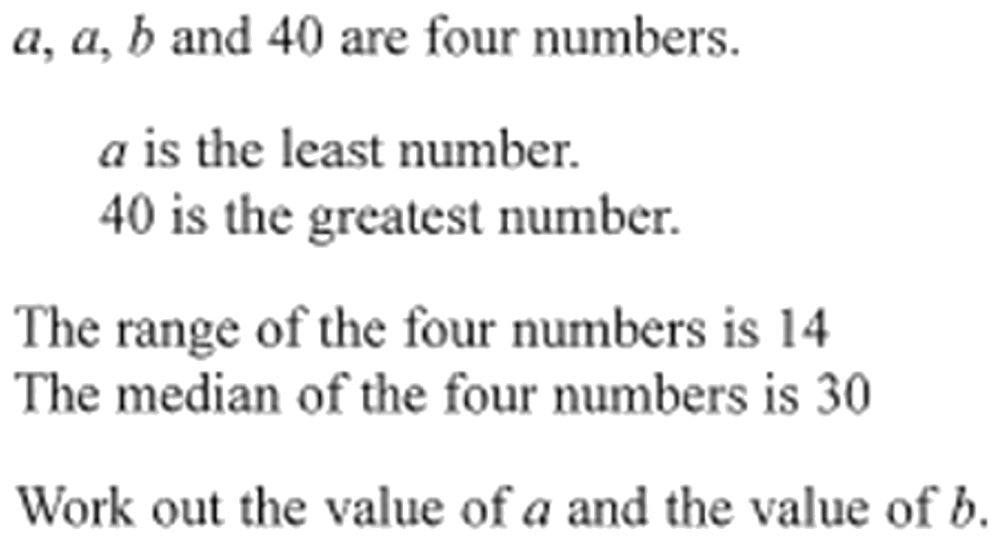 a, a, b and 40 are four numbers.
a is the least number.
40 is the greatest number.
The range of the four numbers is 14
The median of the four numbers is 30
Work out the value of a and the value of b.